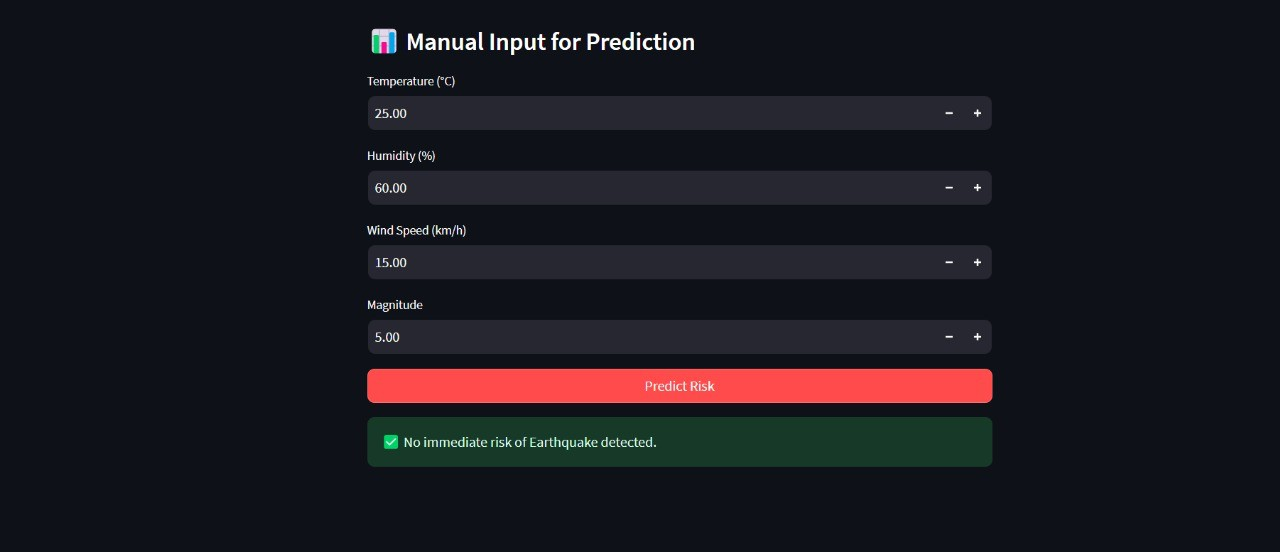 Manual Input for Prediction
Temperature (°C)
25.00
Humidity (%)
60.00
Wind Speed (km/h)
15.00
Magnitude
5.00
Predict Risk
No immediate risk of Earthquake detected.